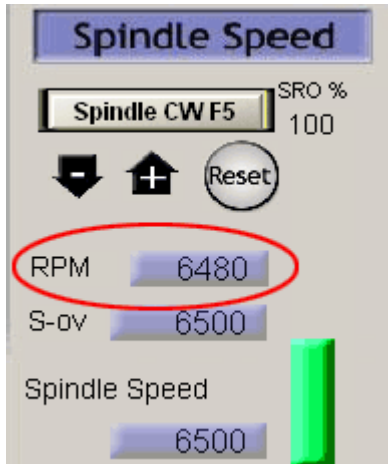 Spindle Speed
Spindle CW F5
SRO %
100
-
+
Reset
RPM 6480
S-ov 6500
Spindle Speed
6500